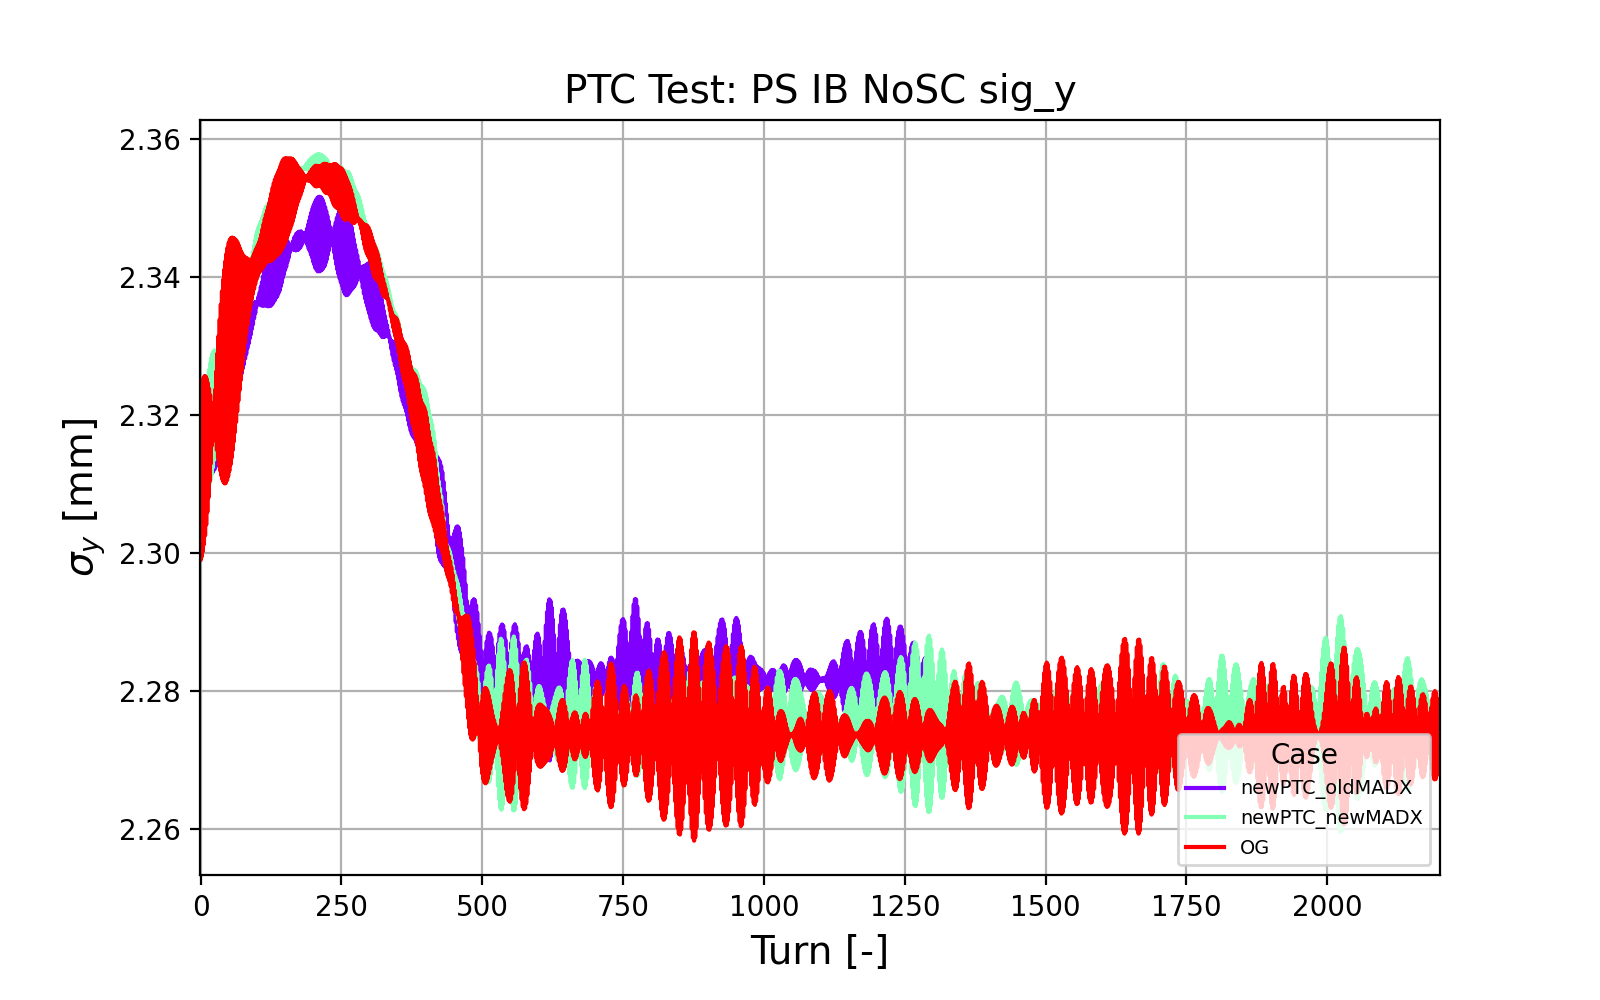 PTC Test: PS IB NoSC sig_y
2.36
2.34
2.32
2.30
2.28
2.26
σy [mm]
0 250 500 750 1000 1250 1500 1750 2000
Turn [-]
Case
newPTC_oldMADX
newPTC_newMADX
OG